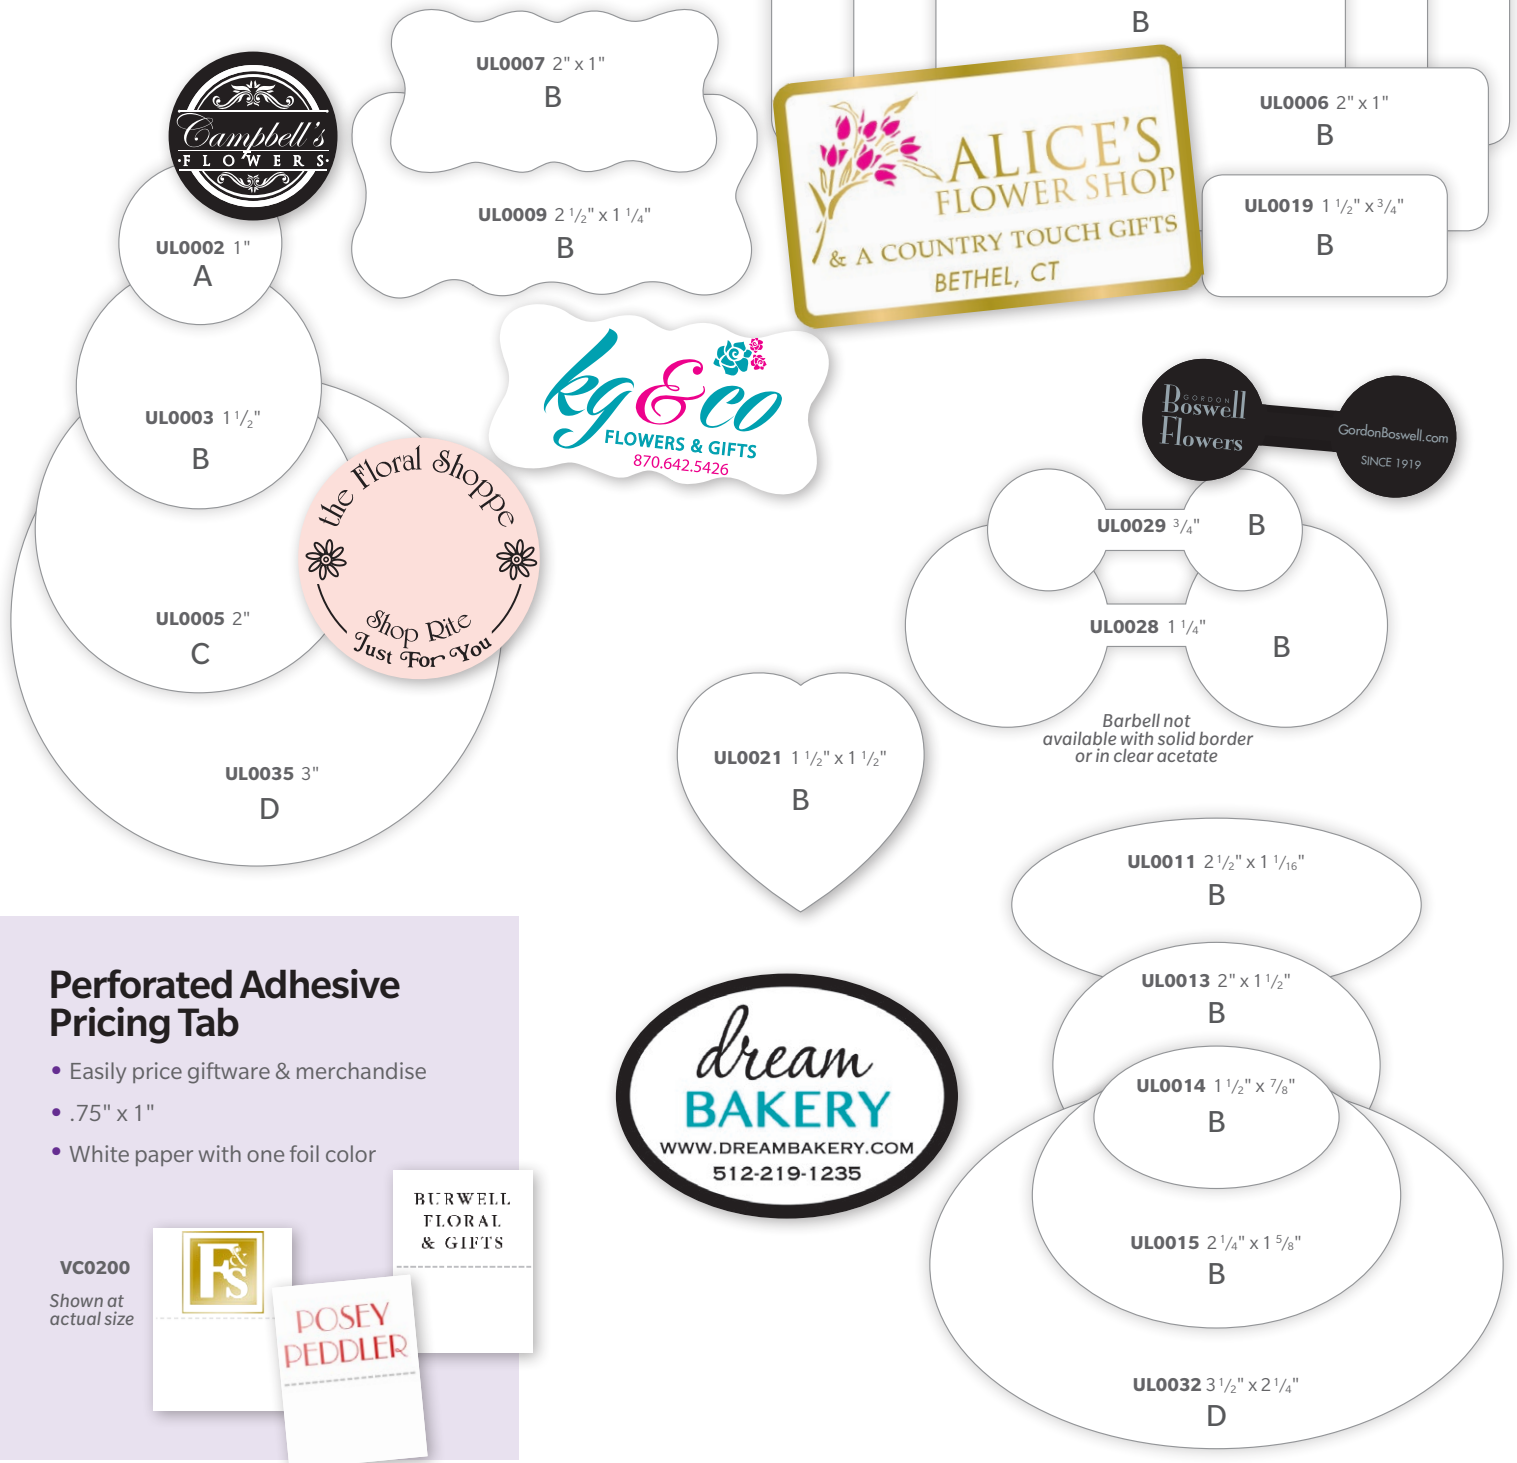 B
UL0007 2" x 1"
B
UL0009 2 1/2" x 1 1/4"
B
UL0006 2" x 1"
B
UL0019 1 1/2" x 3/4"
B
Campbell's
·FLOWERS·
UL0002 1"
A
UL0003 1 1/2"
B
UL0005 2"
C
UL0035 3"
D
ALICE'S
FLOWER SHOP
& A COUNTRY TOUCH GIFTS
BETHEL, CT
kg&co
FLOWERS & GIFTS
870.642.5426
the Floral Shoppe
Shop Rite
Just For You
GORDON
Boswell
Flowers
GordonBoswell.com
SINCE 1919
UL0029 3/4"
B
UL0028 1 1/4"
B
Barbell not
available with solid border
or in clear acetate
UL0021 1 1/2" x 1 1/2"
B
UL0011 2 1/2" x 1 1/16"
B
UL0013 2" x 1 1/2"
B
UL0014 1 1/2" x 7/8"
B
UL0015 2 1/4" x 1 5/8"
B
UL0032 3 1/2" x 2 1/4"
D
dream
BAKERY
WWW.DREAMBAKERY.COM
512-219-1235
Perforated Adhesive
Pricing Tab
• Easily price giftware & merchandise
• .75" x 1"
• White paper with one foil color
VC0200
Shown at
actual size
F&S
POSEY
PEDDLER
BURWELL
FLORAL
& GIFTS